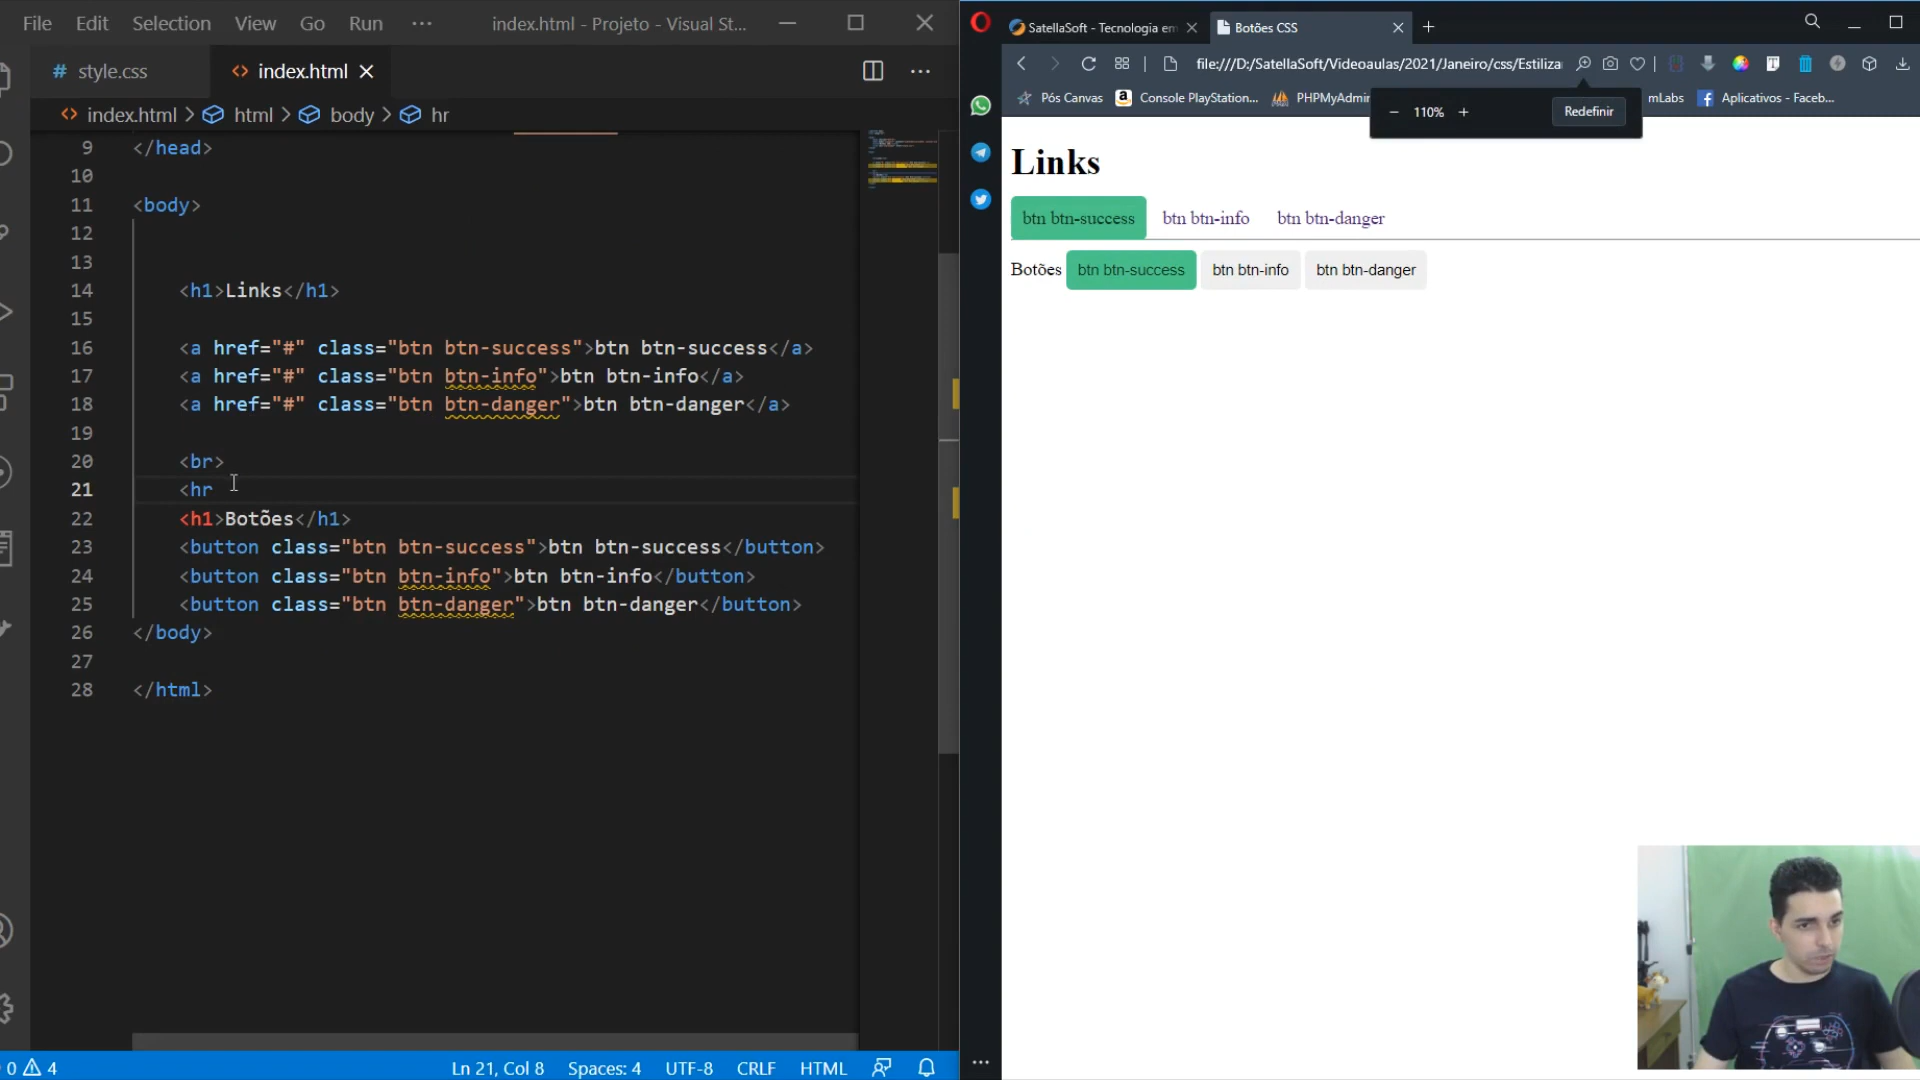 File Edit Selection View Go Run ··· index.html - Projeto - Visual St...
# style.css
<> index.html
<> index.html > html > body > hr
9 </head>
10
11 <body>
12
13
14 <h1>Links</h1>
15
16 <a href="#" class="btn btn-success">btn btn-success</a>
17 <a href="#" class="btn btn-info">btn btn-info</a>
18 <a href="#" class="btn btn-danger">btn btn-danger</a>
19
20 <br>
21 <hr
22 <h1>Botões</h1>
23 <button class="btn btn-success">btn btn-success</button>
24 <button class="btn btn-info">btn btn-info</button>
25 <button class="btn btn-danger">btn btn-danger</button>
26 </body>
27
28 </html>
0 4 Ln 21, Col 8 Spaces: 4 UTF-8 CRLF HTML
SatellaSoft - Tecnologia em
Botões CSS
file:///D:/SatellaSoft/Videoaulas/2021/Janeiro/css/Estiliza
Pós Canvas Console PlayStation... PHPMyAdmin mLabs Aplicativos - Faceb...
− 110% + Redefinir
Links
btn btn-success btn btn-info btn btn-danger
Botões btn btn-success btn btn-info btn btn-danger